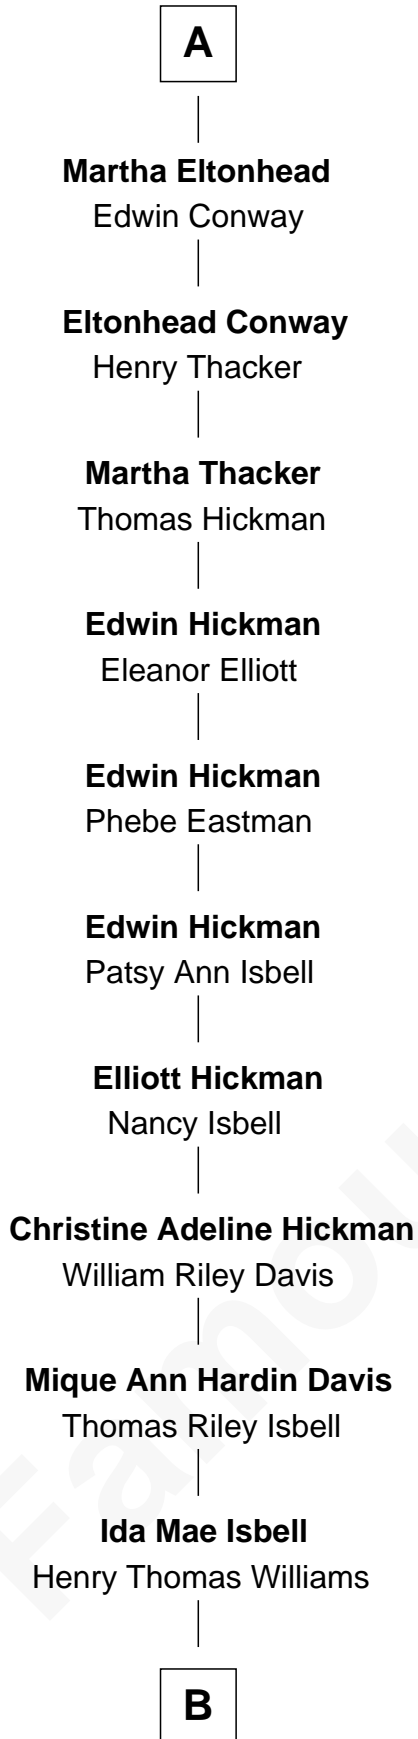 A
Martha Eltonhead
Edwin Conway
Eltonhead Conway
Henry Thacker
Martha Thacker
Thomas Hickman
Edwin Hickman
Eleanor Elliott
Edwin Hickman
Phebe Eastman
Edwin Hickman
Patsy Ann Isbell
Elliott Hickman
Nancy Isbell
Christine Adeline Hickman
William Riley Davis
Mique Ann Hardin Davis
Thomas Riley Isbell
Ida Mae Isbell
Henry Thomas Williams
B